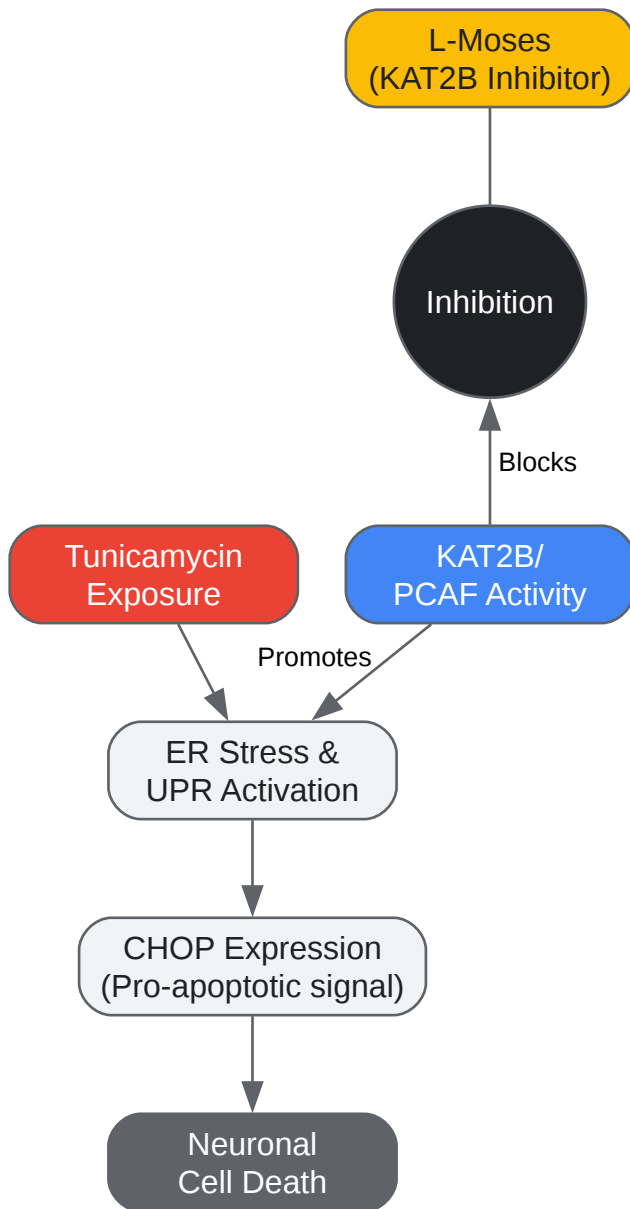 L-Moses
(KAT2B Inhibitor)
Inhibition
Blocks
Tunicamycin
Exposure
KAT2B/
PCAF Activity
Promotes
ER Stress &
UPR Activation
CHOP Expression
(Pro-apoptotic signal)
Neuronal
Cell Death